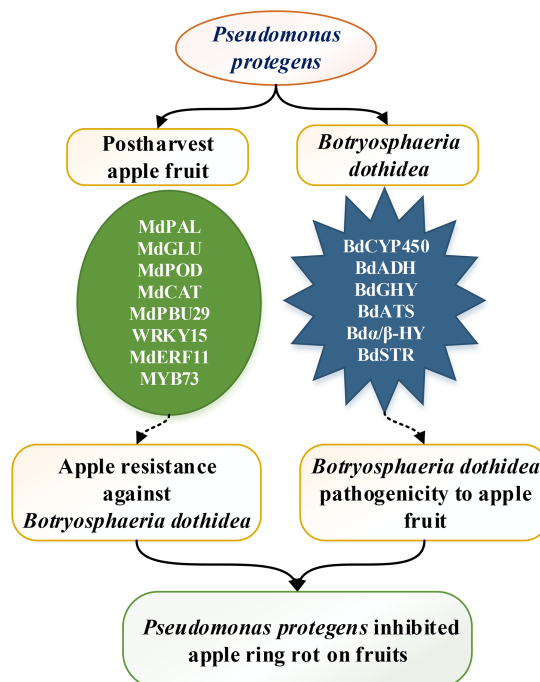 Pseudomonas
protegens
Postharvest
apple fruit
Botryosphaeria
dothidea
MdPAL
MdGLU
MdPOD
MdCAT
MdPBU29
WRKY15
MdERF11
MYB73
BdCYP450
BdADH
BdGHY
BdATS
Bdα/β-HY
BdSTR
Apple resistance
against
Botryosphaeria dothidea
Botryosphaeria dothidea
pathogenicity to apple
fruit
Pseudomonas protegens inhibited
apple ring rot on fruits